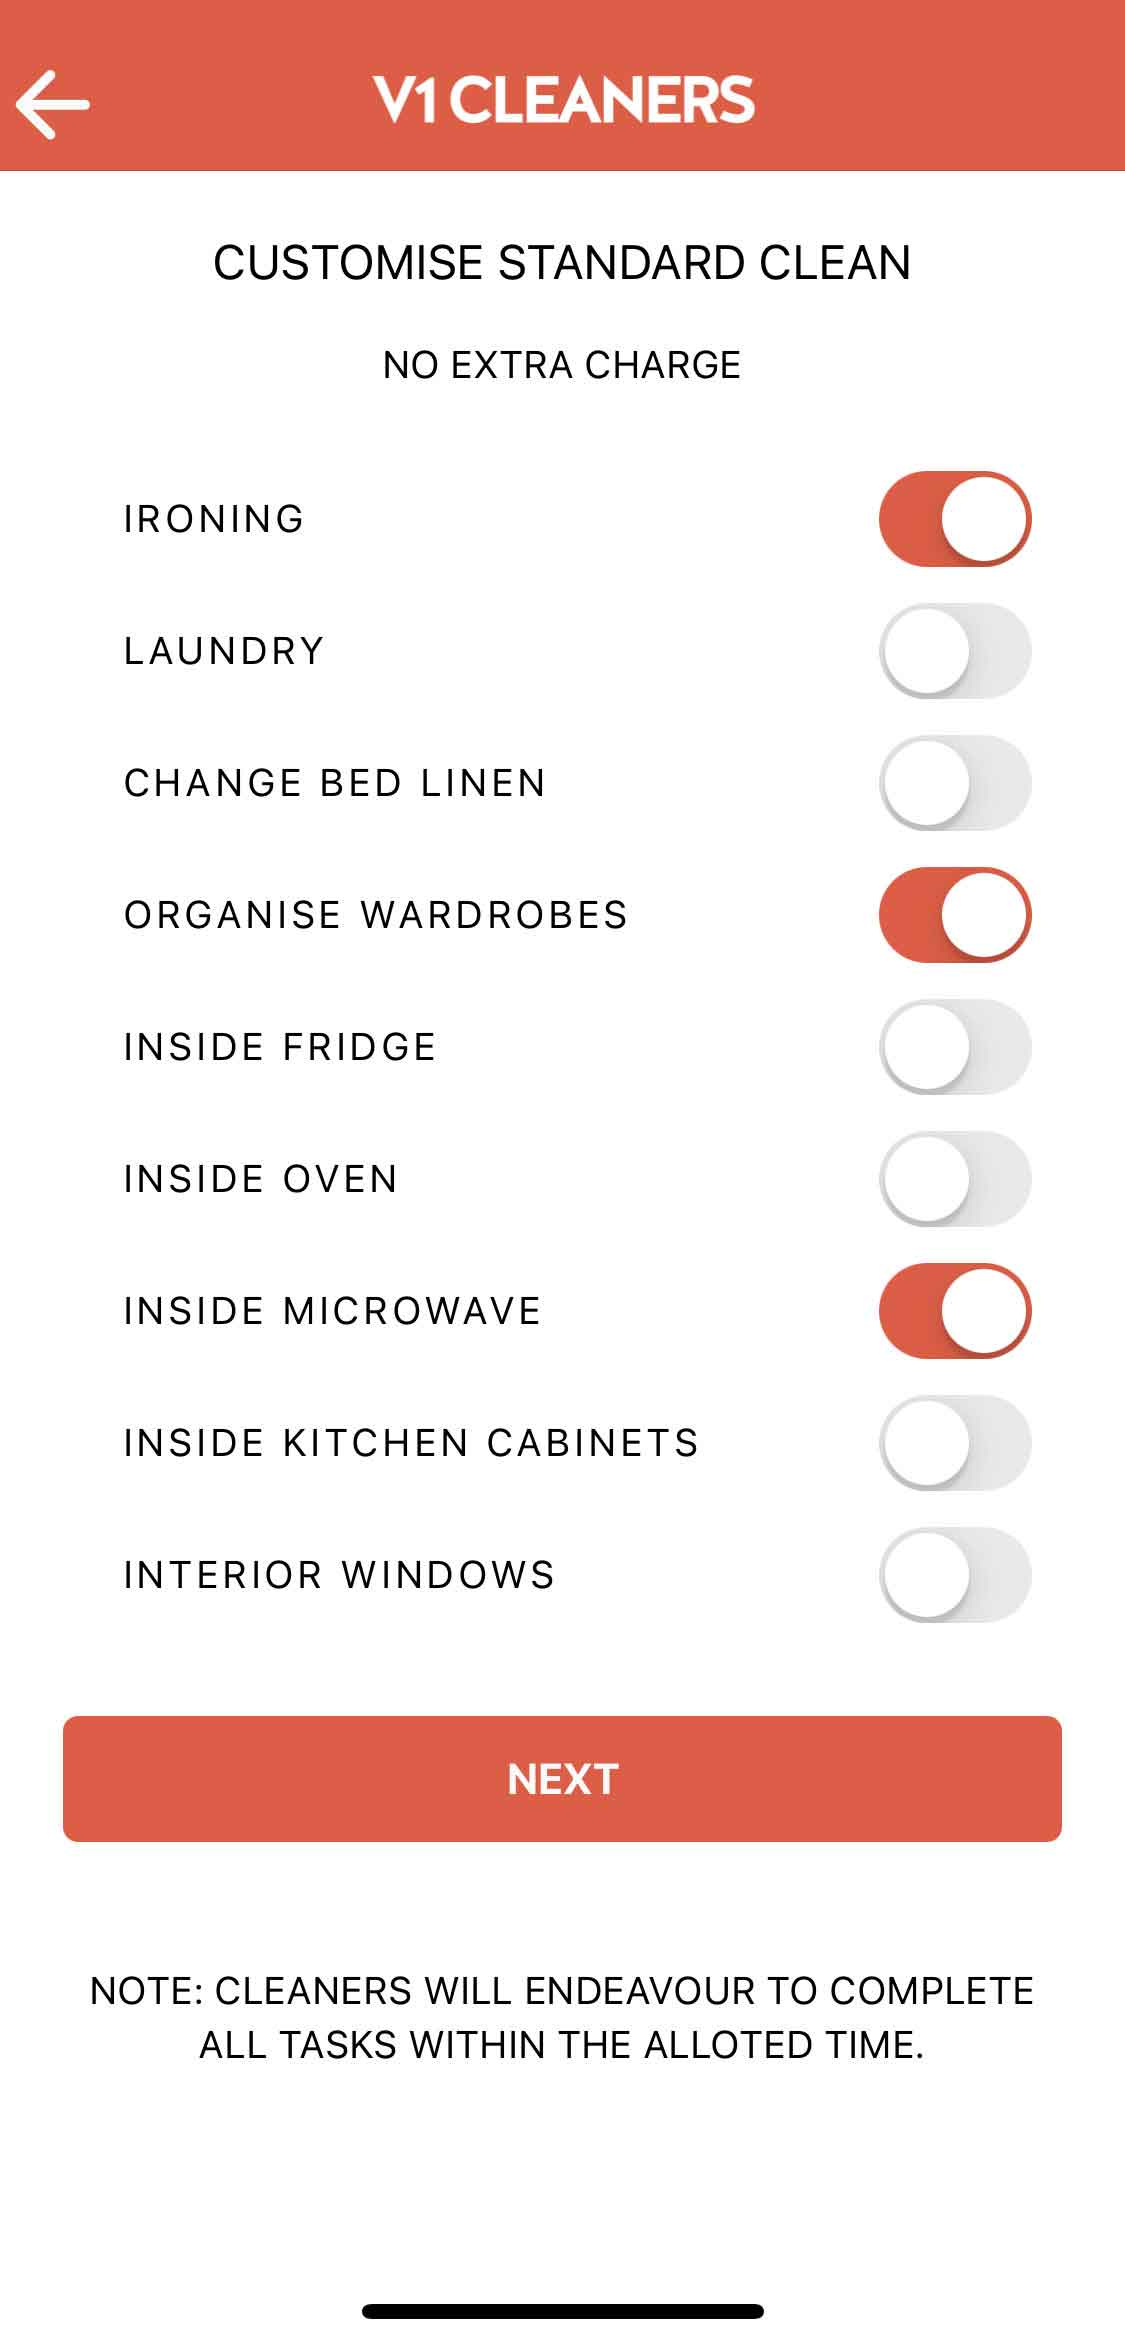 V1 CLEANERS
CUSTOMISE STANDARD CLEAN
NO EXTRA CHARGE
IRONING
LAUNDRY
CHANGE BED LINEN
ORGANISE WARDROBES
INSIDE FRIDGE
INSIDE OVEN
INSIDE MICROWAVE
INSIDE KITCHEN CABINETS
INTERIOR WINDOWS
NEXT
NOTE: CLEANERS WILL ENDEAVOUR TO COMPLETE
ALL TASKS WITHIN THE ALLOTED TIME.